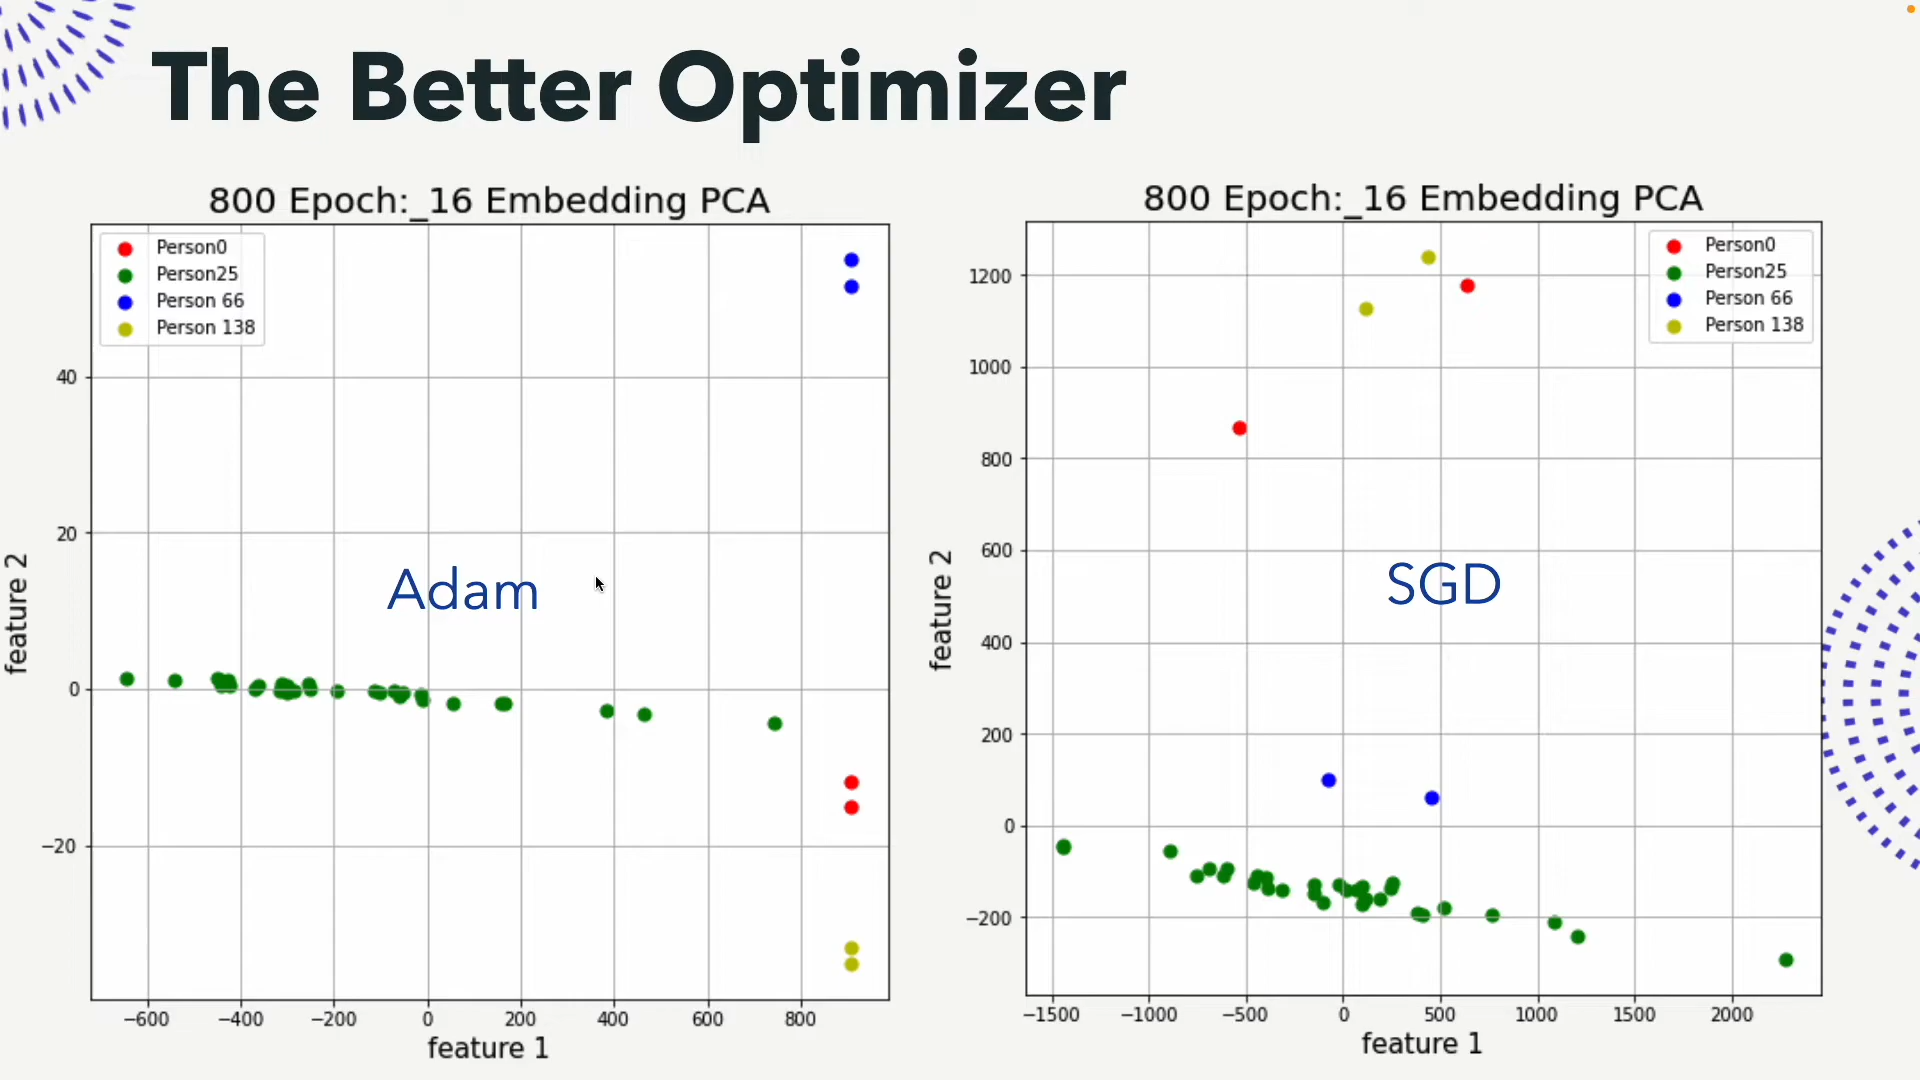 The Better Optimizer
800 Epoch:_16 Embedding PCA
Person0
Person25
Person 66
Person 138
40
20
0
−20
feature 2
Adam
−600 −400 −200 0 200 400 600 800
feature 1
800 Epoch:_16 Embedding PCA
Person0
Person25
Person 66
Person 138
1200
1000
800
600
400
200
0
−200
feature 2
SGD
−1500 −1000 −500 0 500 1000 1500 2000
feature 1